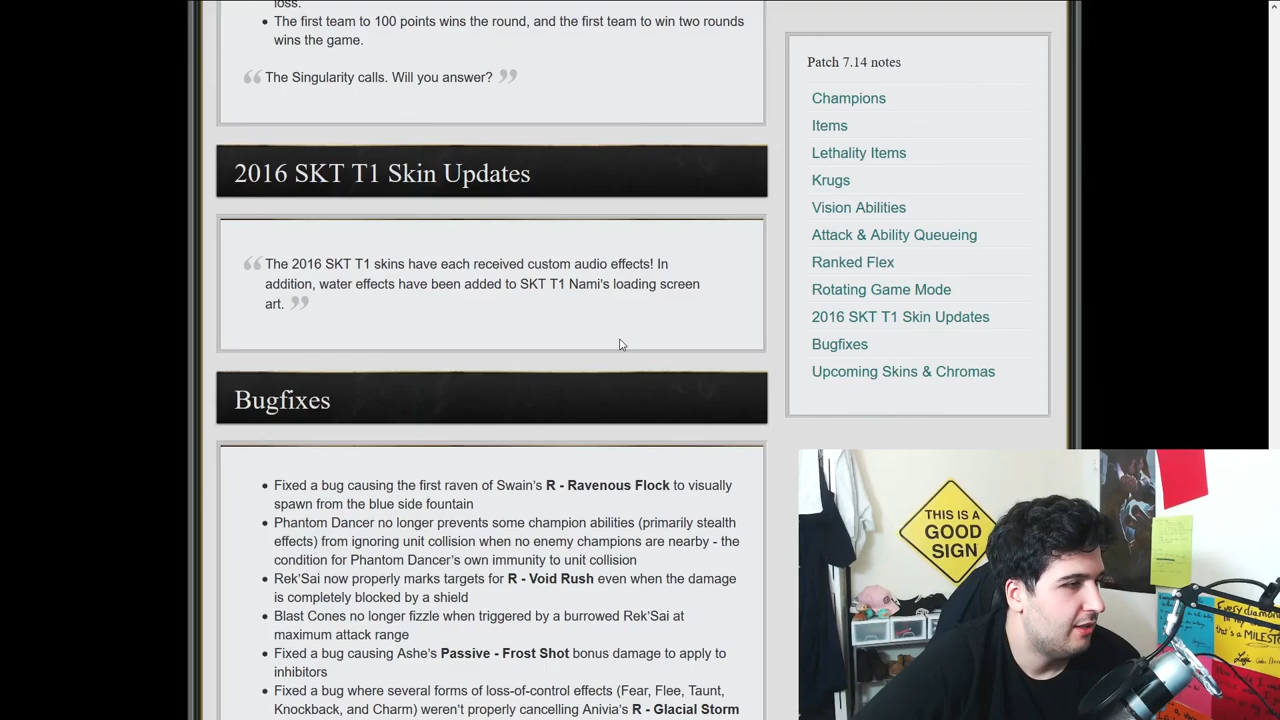 loss.
• The first team to 100 points wins the round, and the first team to win two rounds
wins the game.
“ The Singularity calls. Will you answer? ”
2016 SKT T1 Skin Updates
“ The 2016 SKT T1 skins have each received custom audio effects! In
addition, water effects have been added to SKT T1 Nami's loading screen
art. ”
Bugfixes
• Fixed a bug causing the first raven of Swain's R - Ravenous Flock to visually
spawn from the blue side fountain
• Phantom Dancer no longer prevents some champion abilities (primarily stealth
effects) from ignoring unit collision when no enemy champions are nearby - the
condition for Phantom Dancer's own immunity to unit collision
• Rek'Sai now properly marks targets for R - Void Rush even when the damage
is completely blocked by a shield
• Blast Cones no longer fizzle when triggered by a burrowed Rek'Sai at
maximum attack range
• Fixed a bug causing Ashe's Passive - Frost Shot bonus damage to apply to
inhibitors
• Fixed a bug where several forms of loss-of-control effects (Fear, Flee, Taunt,
Knockback, and Charm) weren't properly cancelling Anivia's R - Glacial Storm
Patch 7.14 notes
Champions
Items
Lethality Items
Krugs
Vision Abilities
Attack & Ability Queueing
Ranked Flex
Rotating Game Mode
2016 SKT T1 Skin Updates
Bugfixes
Upcoming Skins & Chromas
THIS IS A
GOOD
SIGN
Every diamond
that's a MILESTO
Logic